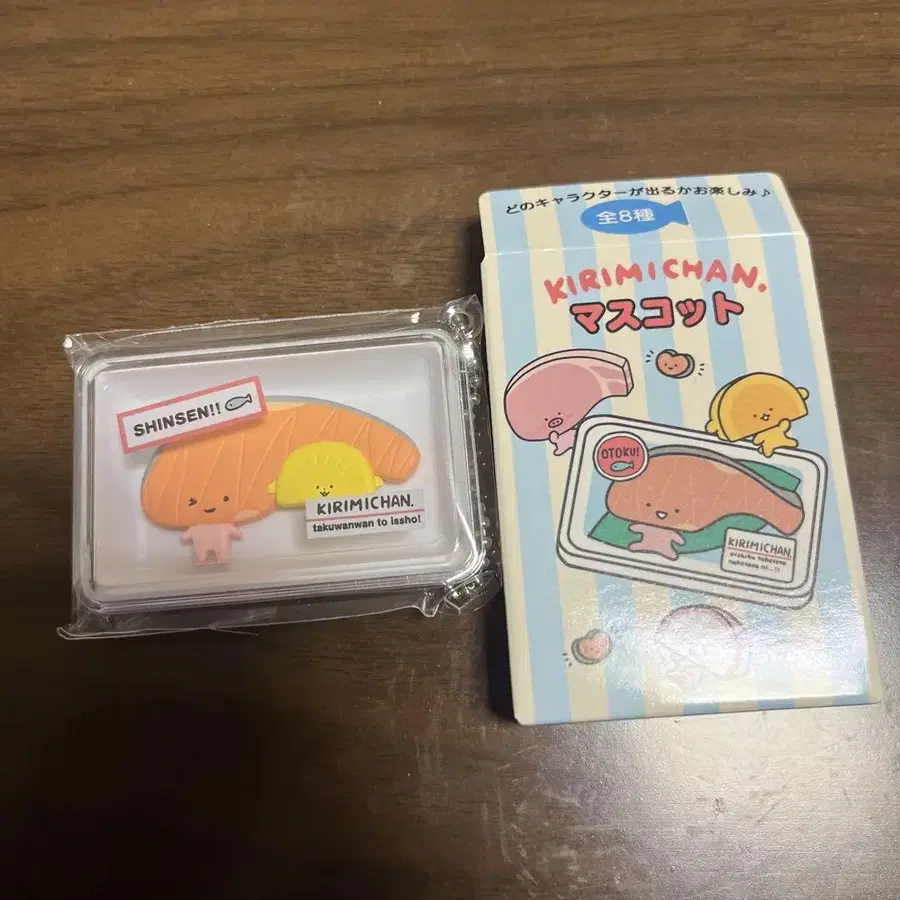 SHINSEN!!
KIRIMICHAN.
takuwanwan to issho!
どのキャラクターが出るかお楽しみ♪
全8種
KIRIMICHAN.
マスコット
OTOKU!
KIRIMICHAN.